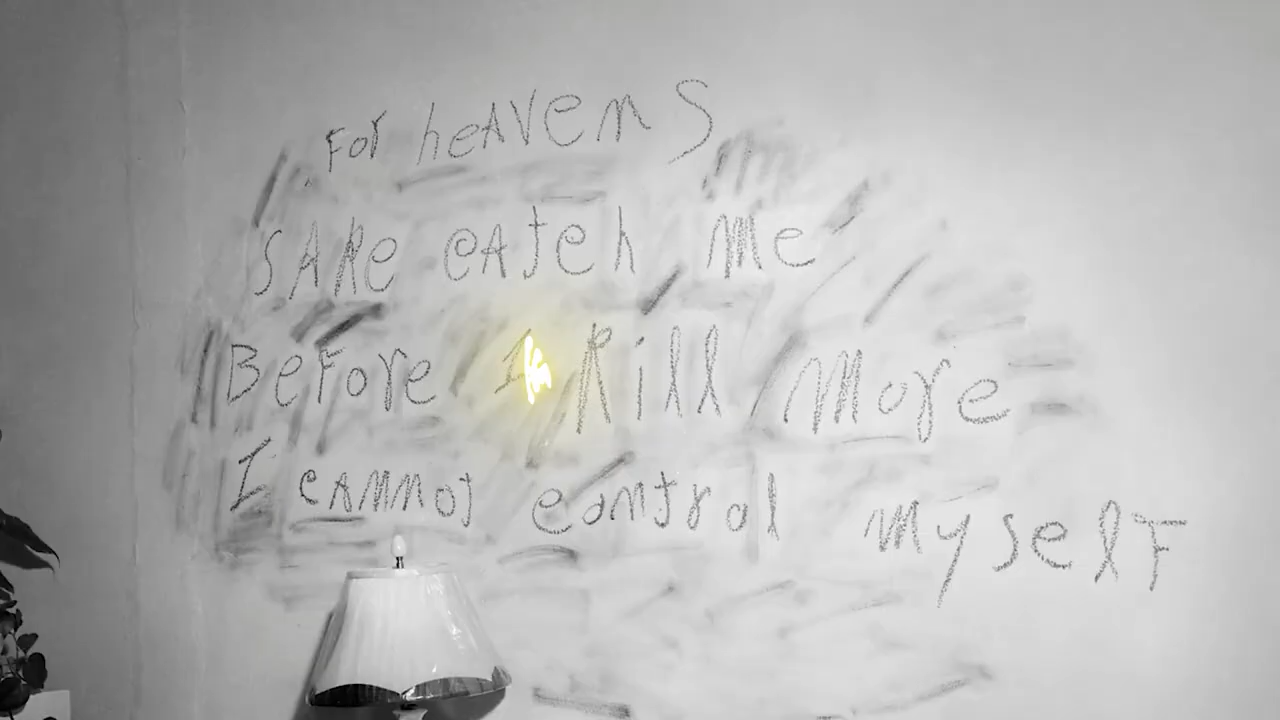 For heAVens
SAKe cAtch Me
BeFore I Kill More
I cannot control myselF